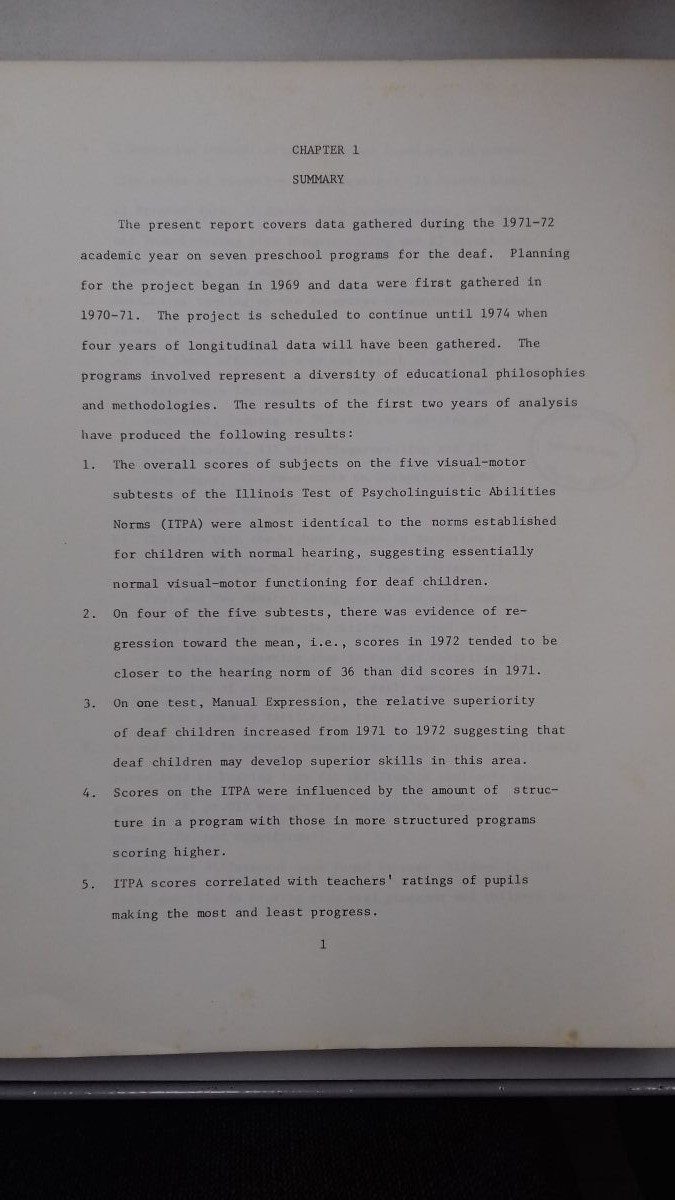 CHAPTER 1
SUMMARY
The present report covers data gathered during the 1971-72
academic year on seven preschool programs for the deaf. Planning
for the project began in 1969 and data were first gathered in
1970-71. The project is scheduled to continue until 1974 when
four years of longitudinal data will have been gathered. The
programs involved represent a diversity of educational philosophies
and methodologies. The results of the first two years of analysis
have produced the following results:
1. The overall scores of subjects on the five visual-motor
subtests of the Illinois Test of Psycholinguistic Abilities
Norms (ITPA) were almost identical to the norms established
for children with normal hearing, suggesting essentially
normal visual-motor functioning for deaf children.
2. On four of the five subtests, there was evidence of re-
gression toward the mean, i.e., scores in 1972 tended to be
closer to the hearing norm of 36 than did scores in 1971.
3. On one test, Manual Expression, the relative superiority
of deaf children increased from 1971 to 1972 suggesting that
deaf children may develop superior skills in this area.
4. Scores on the ITPA were influenced by the amount of struc-
ture in a program with those in more structured programs
scoring higher.
5. ITPA scores correlated with teachers' ratings of pupils
making the most and least progress.
1